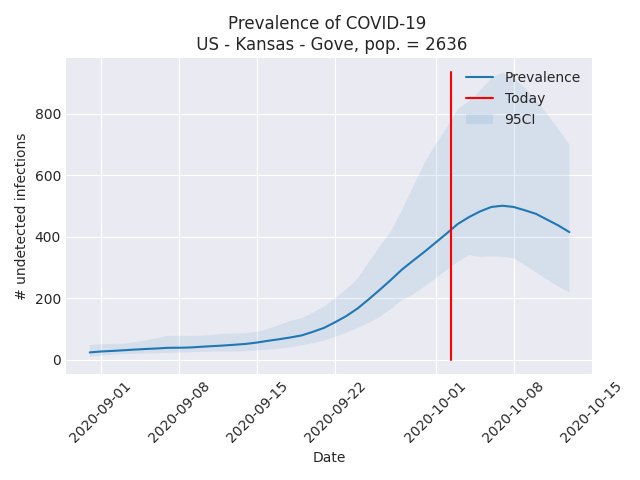 Prevalence of COVID-19
US - Kansas - Gove, pop. = 2636
Prevalence
Today
95CI
# undetected infections
800
600
400
200
0
2020-09-01
2020-09-08
2020-09-15
2020-09-22
2020-10-01
2020-10-08
2020-10-15
Date